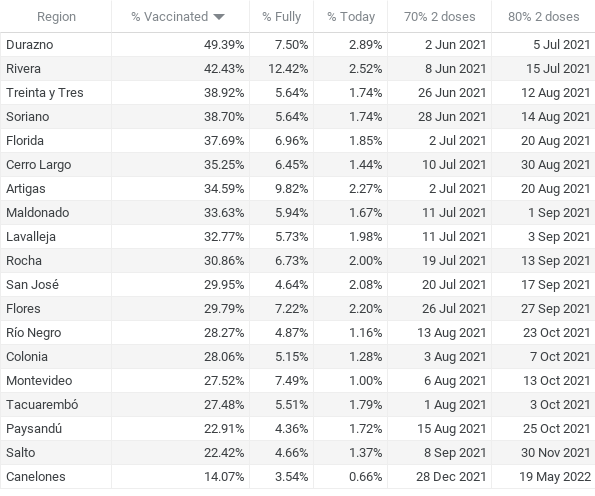 Region % Vaccinated % Fully % Today 70% 2 doses 80% 2 doses
Durazno 49.39% 7.50% 2.89% 2 Jun 2021 5 Jul 2021
Rivera 42.43% 12.42% 2.52% 8 Jun 2021 15 Jul 2021
Treinta y Tres 38.92% 5.64% 1.74% 26 Jun 2021 12 Aug 2021
Soriano 38.70% 5.64% 1.74% 28 Jun 2021 14 Aug 2021
Florida 37.69% 6.96% 1.85% 2 Jul 2021 20 Aug 2021
Cerro Largo 35.25% 6.45% 1.44% 10 Jul 2021 30 Aug 2021
Artigas 34.59% 9.82% 2.27% 2 Jul 2021 20 Aug 2021
Maldonado 33.63% 5.94% 1.67% 11 Jul 2021 1 Sep 2021
Lavalleja 32.77% 5.73% 1.98% 11 Jul 2021 3 Sep 2021
Rocha 30.86% 6.73% 2.00% 19 Jul 2021 13 Sep 2021
San José 29.95% 4.64% 2.08% 20 Jul 2021 17 Sep 2021
Flores 29.79% 7.22% 2.20% 26 Jul 2021 27 Sep 2021
Río Negro 28.27% 4.87% 1.16% 13 Aug 2021 23 Oct 2021
Colonia 28.06% 5.15% 1.28% 3 Aug 2021 7 Oct 2021
Montevideo 27.52% 7.49% 1.00% 6 Aug 2021 13 Oct 2021
Tacuarembó 27.48% 5.51% 1.79% 1 Aug 2021 3 Oct 2021
Paysandú 22.91% 4.36% 1.72% 15 Aug 2021 25 Oct 2021
Salto 22.42% 4.66% 1.37% 8 Sep 2021 30 Nov 2021
Canelones 14.07% 3.54% 0.66% 28 Dec 2021 19 May 2022